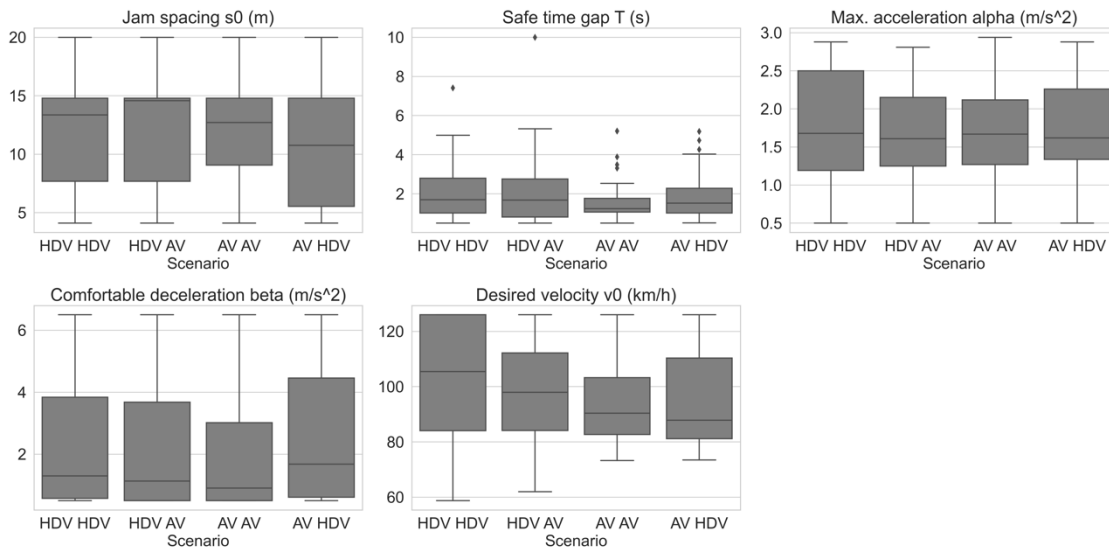 Jam spacing s0 (m)
20
15
10
5
HDV HDV HDV AV AV AV AV HDV
Scenario
Safe time gap T (s)
10
8
6
4
2
HDV HDV HDV AV AV AV AV HDV
Scenario
Max. acceleration alpha (m/s^2)
3.0
2.5
2.0
1.5
1.0
0.5
HDV HDV HDV AV AV AV AV HDV
Scenario
Comfortable deceleration beta (m/s^2)
6
4
2
HDV HDV HDV AV AV AV AV HDV
Scenario
Desired velocity v0 (km/h)
120
100
80
60
HDV HDV HDV AV AV AV AV HDV
Scenario